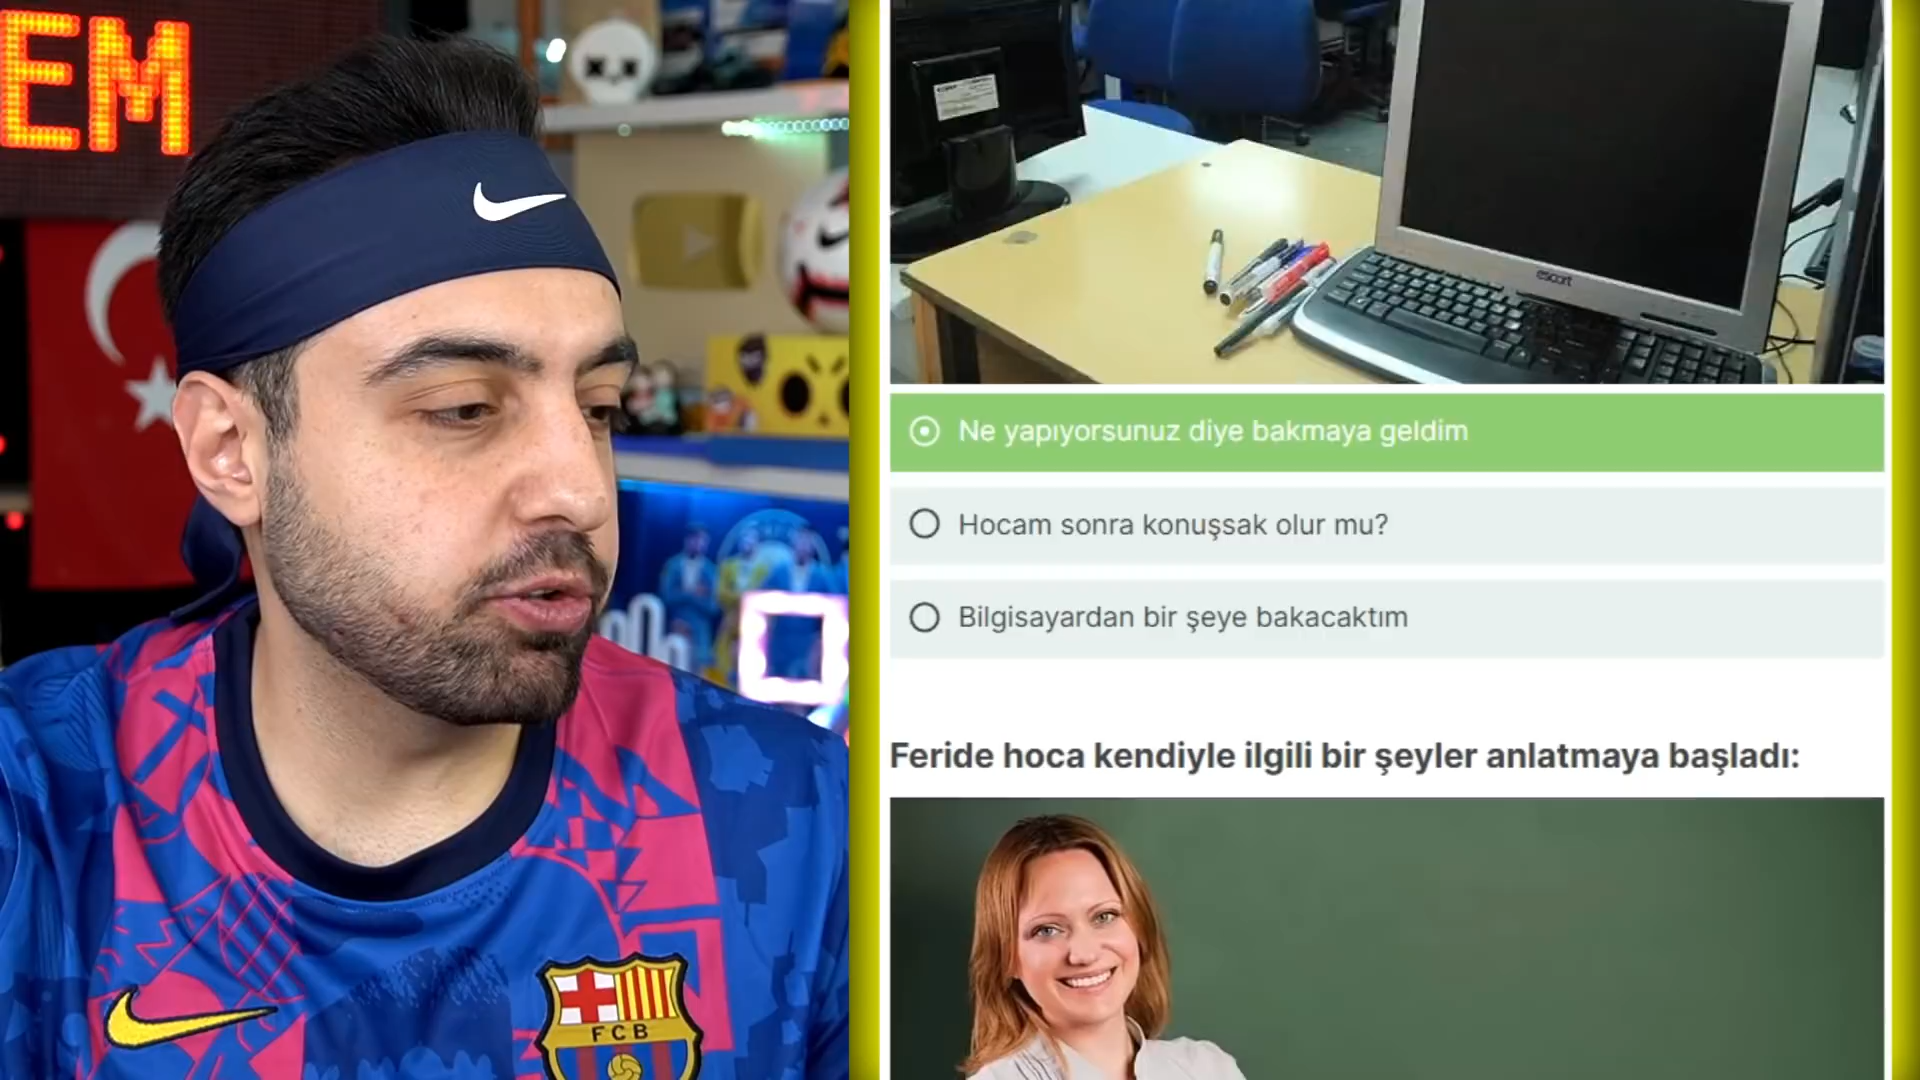 EM
escort
Ne yapıyorsunuz diye bakmaya geldim
Hocam sonra konuşsak olur mu?
Bilgisayardan bir şeye bakacaktım
Feride hoca kendiyle ilgili bir şeyler anlatmaya başladı:
FCB